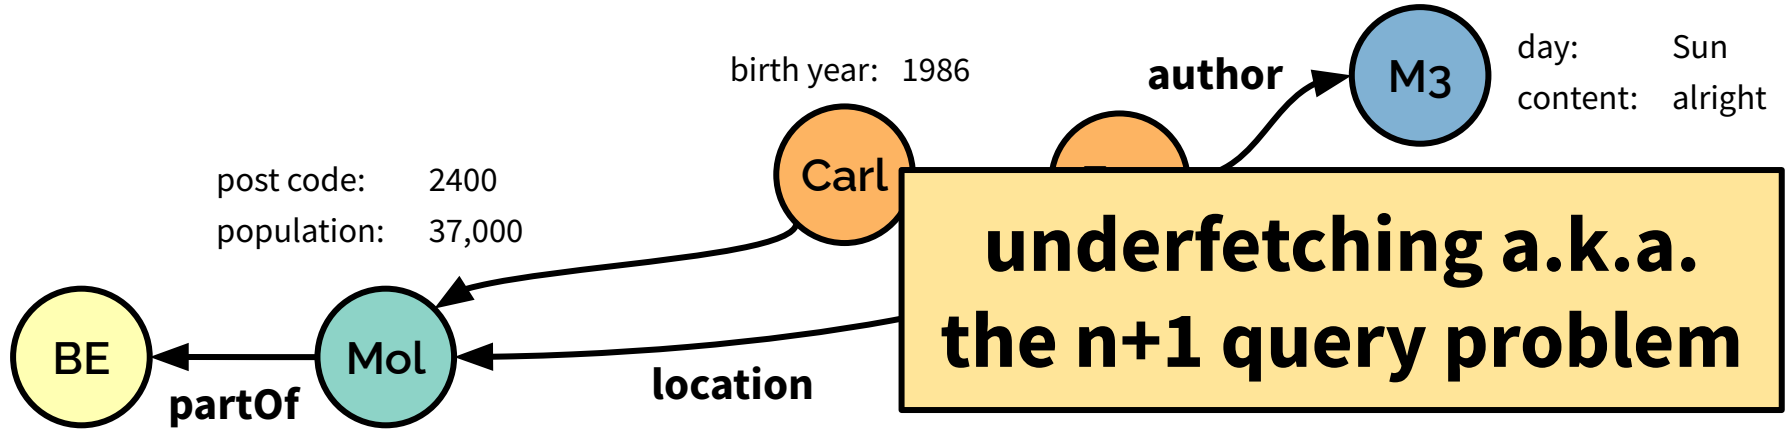 birth year: 1986
author
M3
day: Sun
content: alright
Carl
post code: 2400
population: 37,000
underfetching a.k.a.
the n+1 query problem
BE
Mol
partOf
location